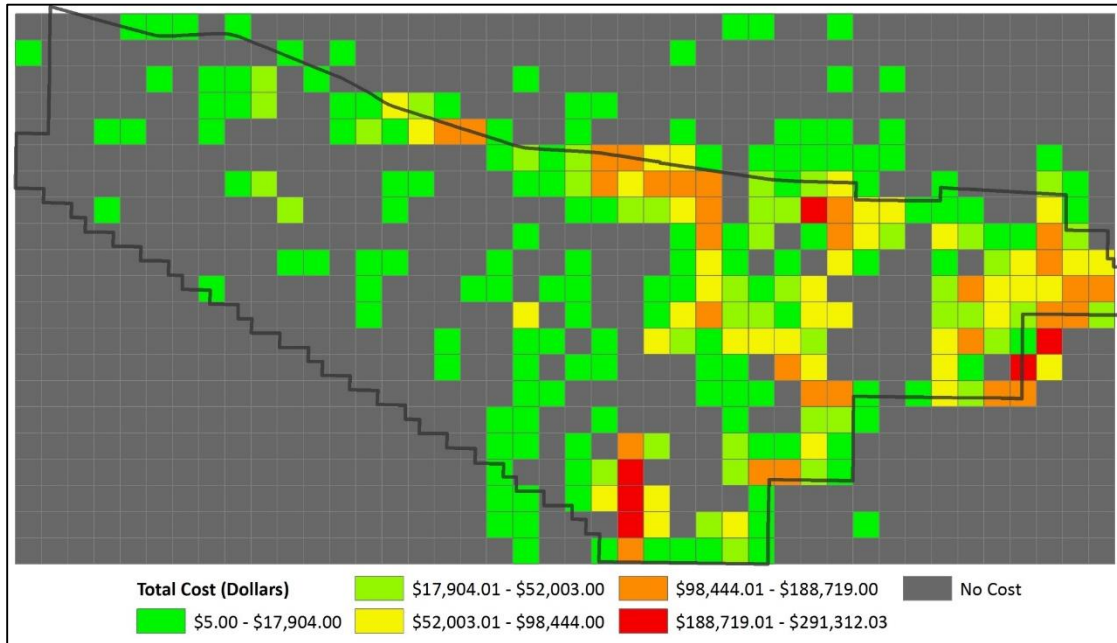 Total Cost (Dollars) $17,904.01 - $52,003.00 $98,444.01 - $188,719.00 No Cost
$5.00 - $17,904.00 $52,003.01 - $98,444.00 $188,719.01 - $291,312.03